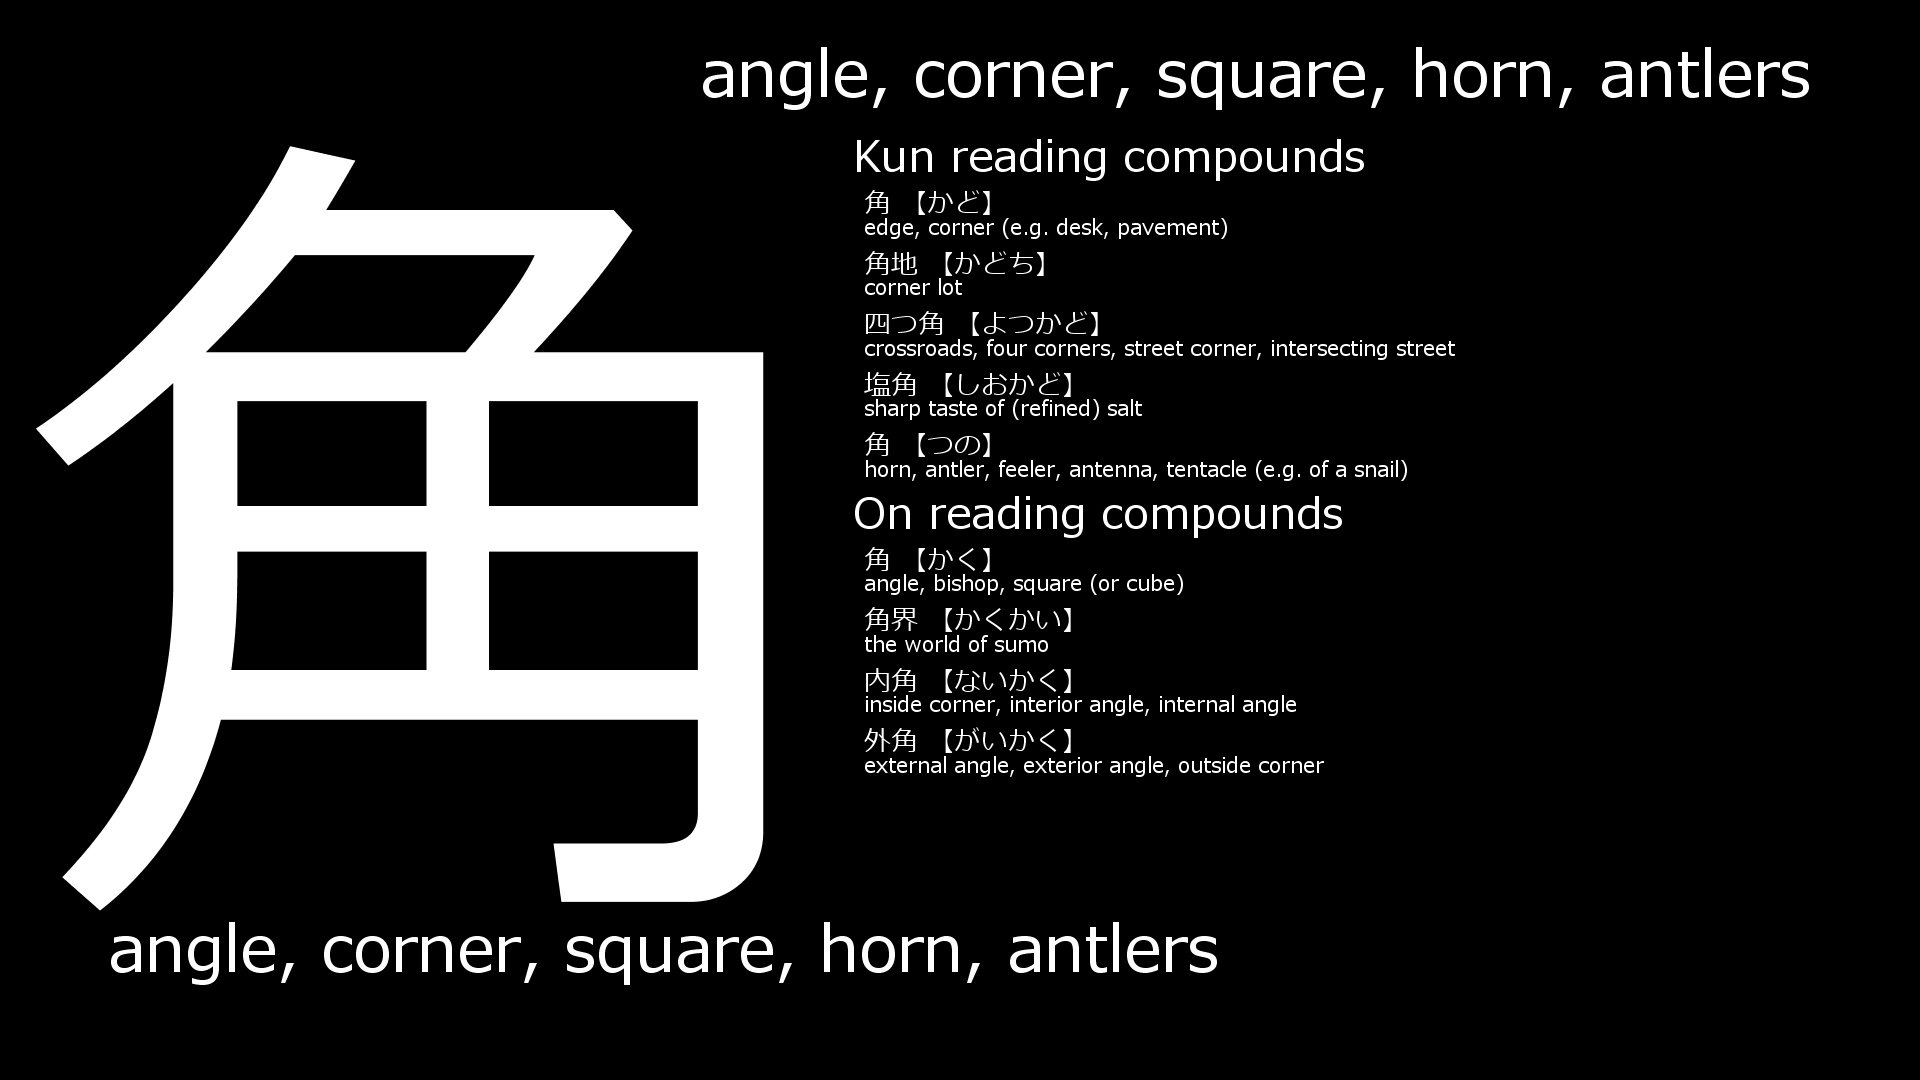 angle, corner, square, horn, antlers
角
Kun reading compounds
角 【かど】
edge, corner (e.g. desk, pavement)
角地 【かどち】
corner lot
四つ角 【よつかど】
crossroads, four corners, street corner, intersecting street
塩角 【しおかど】
sharp taste of (refined) salt
角 【つの】
horn, antler, feeler, antenna, tentacle (e.g. of a snail)
On reading compounds
角 【かく】
angle, bishop, square (or cube)
角界 【かくかい】
the world of sumo
内角 【ないかく】
inside corner, interior angle, internal angle
外角 【がいかく】
external angle, exterior angle, outside corner
angle, corner, square, horn, antlers